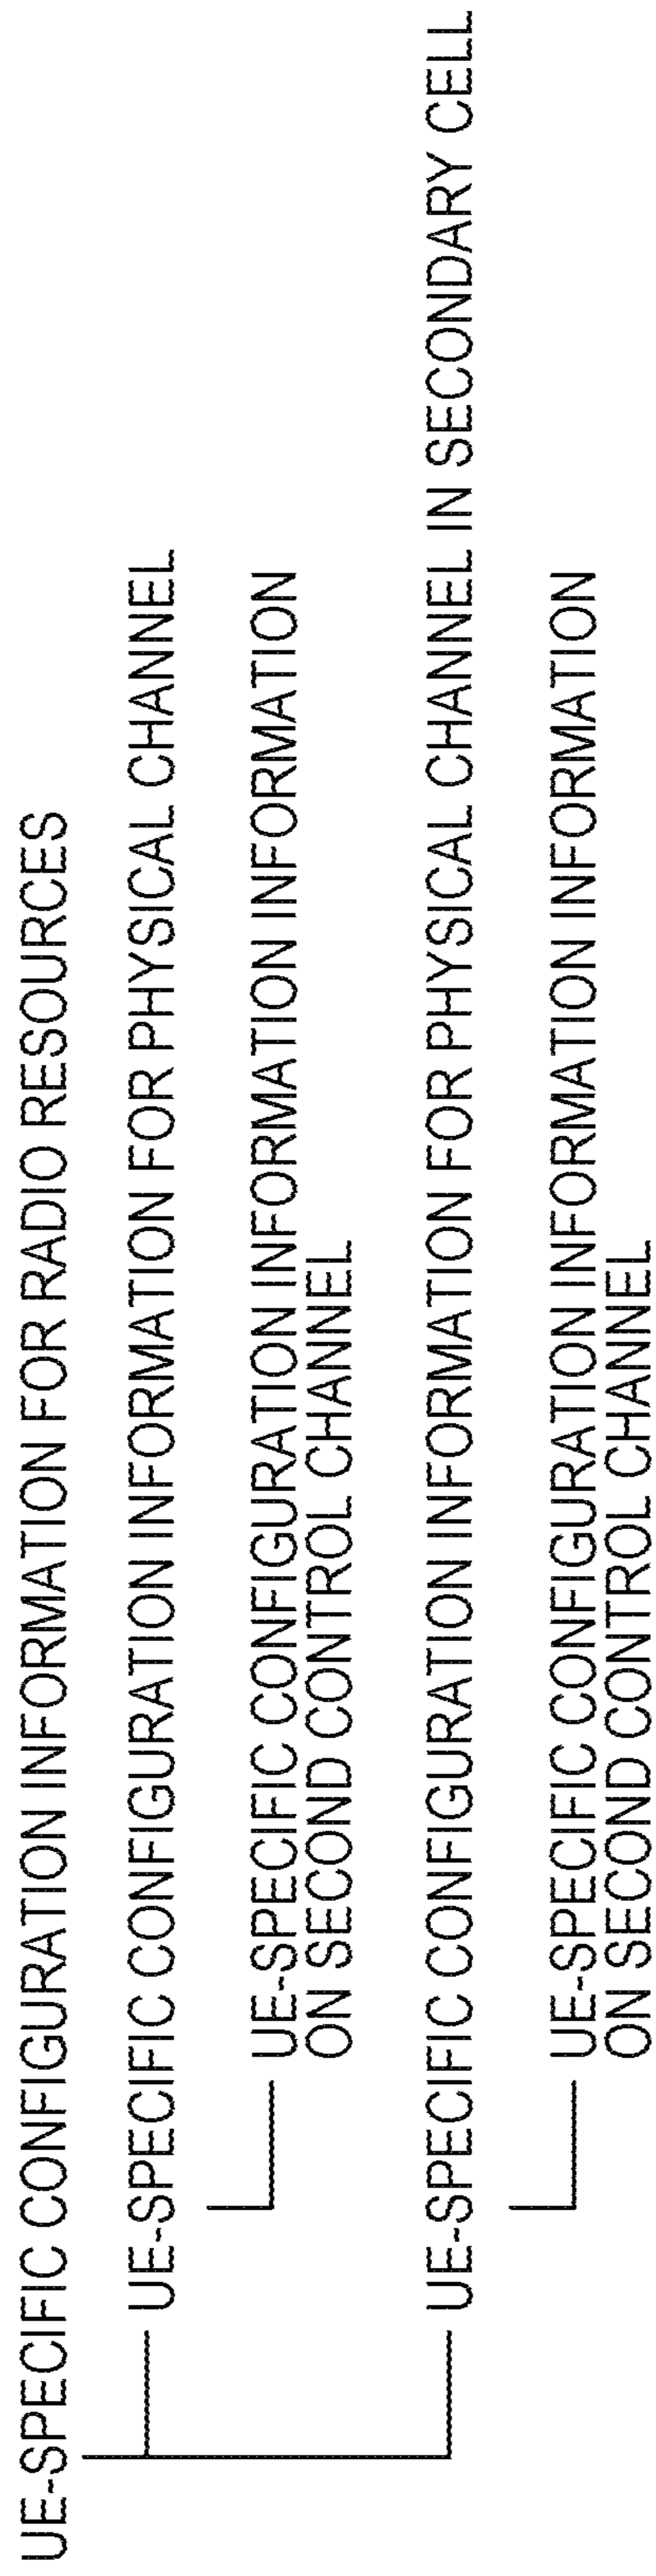 UE-SPECIFIC CONFIGURATION INFORMATION FOR RADIO RESOURCES
UE-SPECIFIC CONFIGURATION INFORMATION FOR PHYSICAL CHANNEL
UE-SPECIFIC CONFIGURATION INFORMATION INFORMATION
ON SECOND CONTROL CHANNEL
UE-SPECIFIC CONFIGURATION INFORMATION FOR PHYSICAL CHANNEL IN SECONDARY CELL
UE-SPECIFIC CONFIGURATION INFORMATION INFORMATION
ON SECOND CONTROL CHANNEL